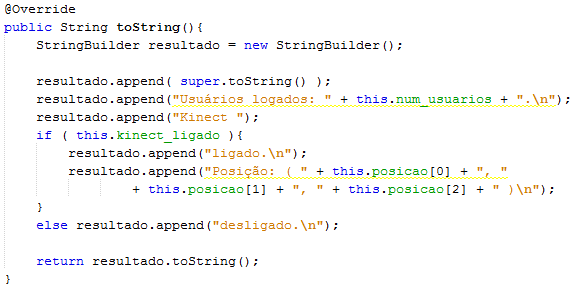 @Override
public String toString(){
    StringBuilder resultado = new StringBuilder();

    resultado.append( super.toString() );
    resultado.append("Usuários logados: " + this.num_usuarios + ".\n");
    resultado.append("Kinect ");
    if ( this.kinect_ligado ){
        resultado.append("ligado.\n");
        resultado.append("Posição: ( " + this.posicao[0] + ", "
                + this.posicao[1] + ", " + this.posicao[2] + " )\n");
    }
    else resultado.append("desligado.\n");

    return resultado.toString();
}